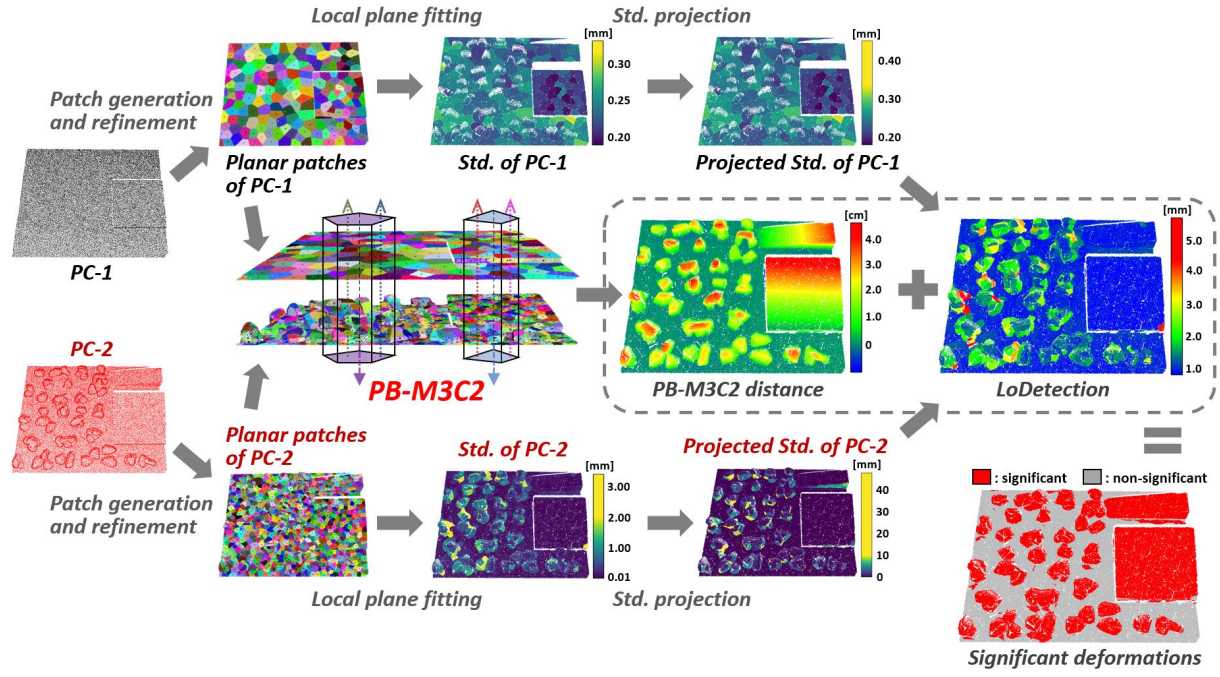 Local plane fitting
Std. projection
[mm]
0.30
0.25
0.20
[mm]
0.40
0.30
0.20
Patch generation
and refinement
Planar patches
of PC-1
Std. of PC-1
Projected Std. of PC-1
PC-1
PB-M3C2
[cm]
4.0
3.0
2.0
1.0
0
PB-M3C2 distance
[mm]
5.0
4.0
3.0
2.0
1.0
LoDetection
PC-2
Planar patches
of PC-2
Std. of PC-2
Projected Std. of PC-2
[mm]
3.00
2.00
1.00
0.01
[mm]
40
30
20
10
0
Patch generation
and refinement
Local plane fitting
Std. projection
: significant
: non-significant
Significant deformations